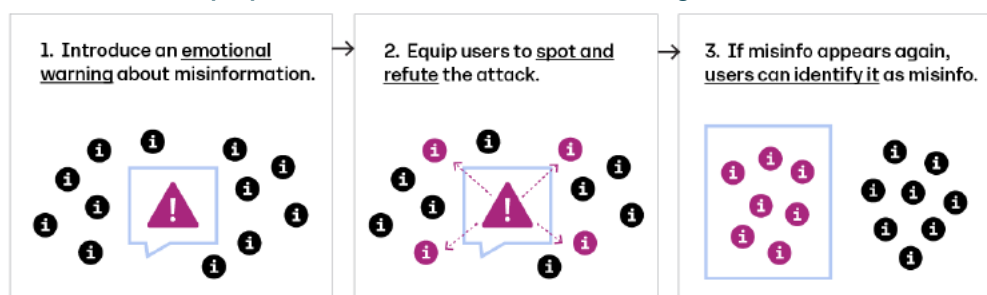 1. Introduce an emotional
warning about misinformation.
2. Equip users to spot and
refute the attack.
3. If misinfo appears again,
users can identify it as misinfo.